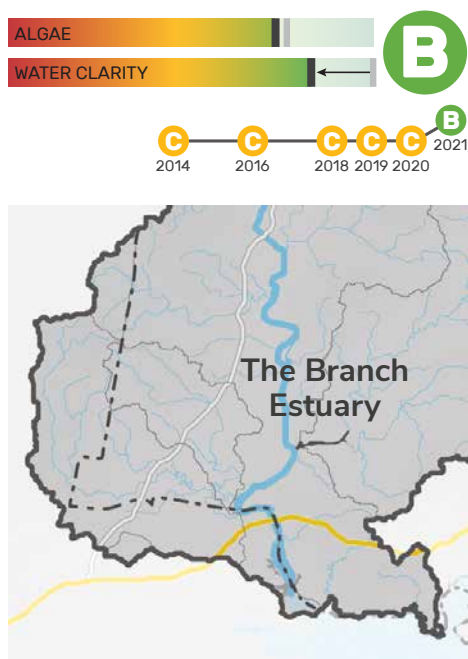 ALGAE
WATER CLARITY
B
C C C C C B
2014 2016 2018 2019 2020 2021
The Branch
Estuary